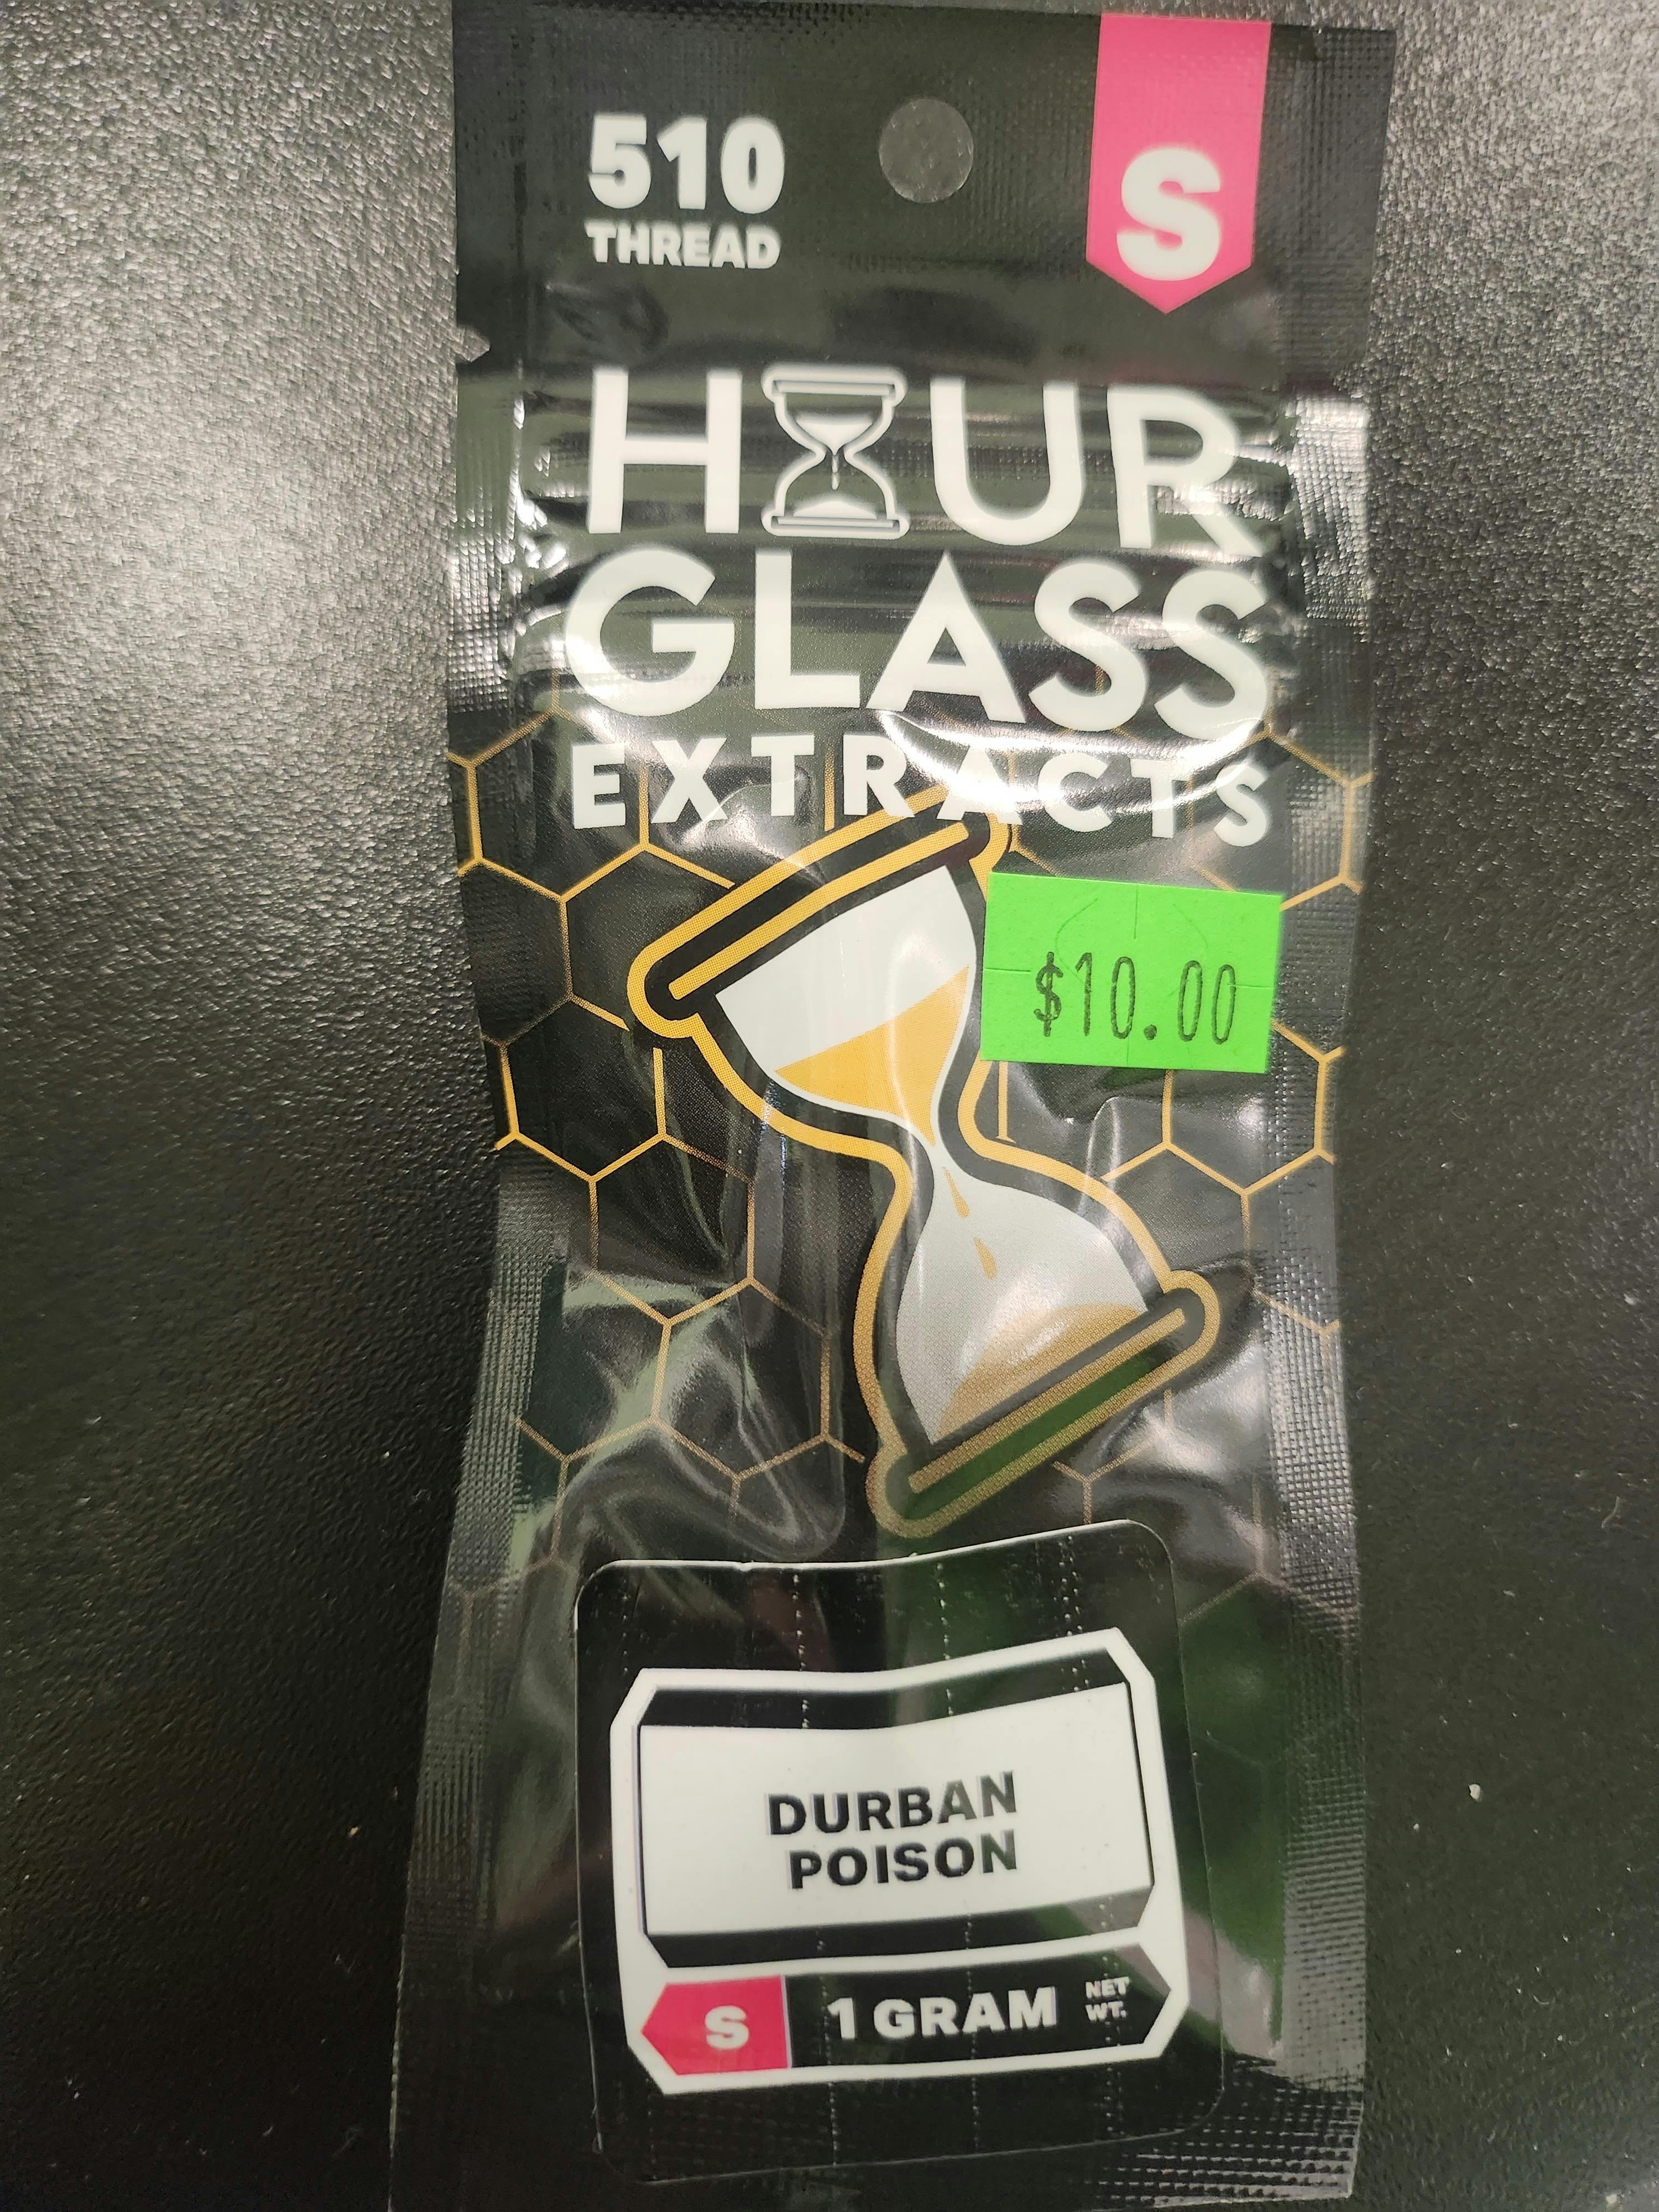 510
THREAD
S
HOUR
GLASS
EXTRACTS
$10.00
DURBAN
POISON
S 1 GRAM NET WT.